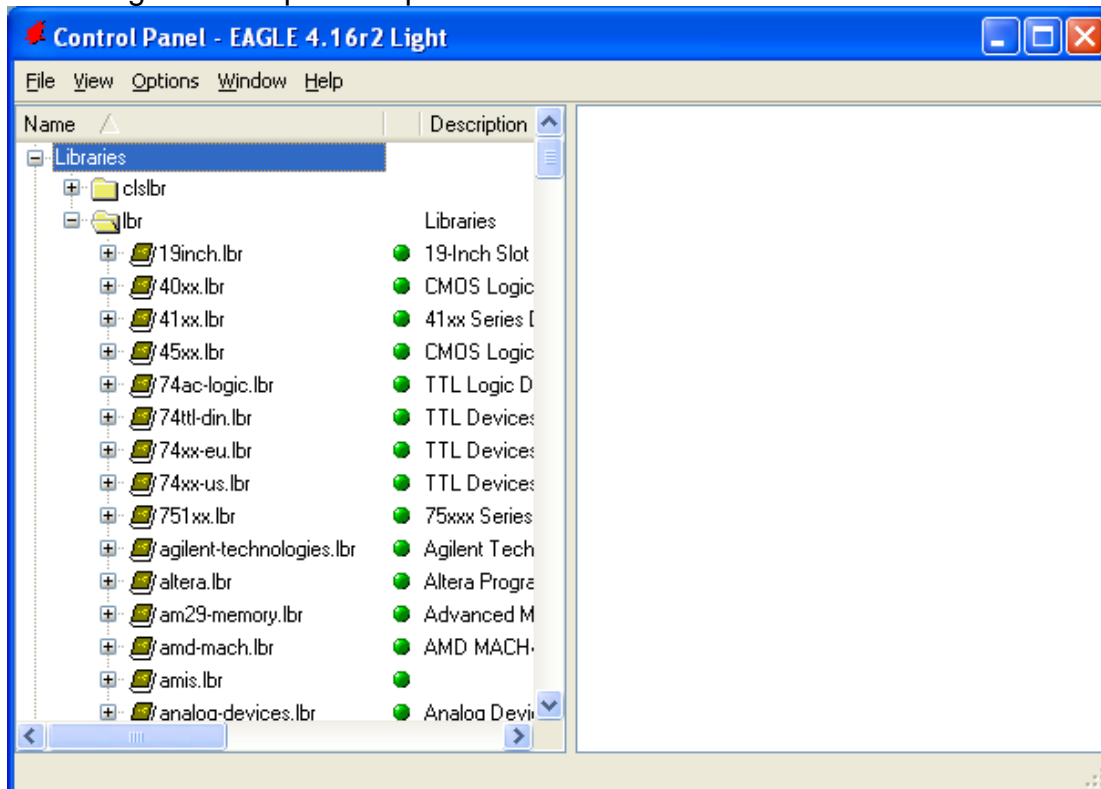 Control Panel - EAGLE 4.16r2 Light
File View Options Window Help
Name Description
Libraries
clslbr
lbr Libraries
19inch.lbr 19-Inch Slot
40xx.lbr CMOS Logic
41xx.lbr 41xx Series
45xx.lbr CMOS Logic
74ac-logic.lbr TTL Logic D
74ttl-din.lbr TTL Devices
74xx-eu.lbr TTL Devices
74xx-us.lbr TTL Devices
751xx.lbr 75xxx Series
agilent-technologies.lbr Agilent Tech
altera.lbr Altera Progra
am29-memory.lbr Advanced M
amd-mach.lbr AMD MACH
amis.lbr
analog-devices.lbr Analog Devi